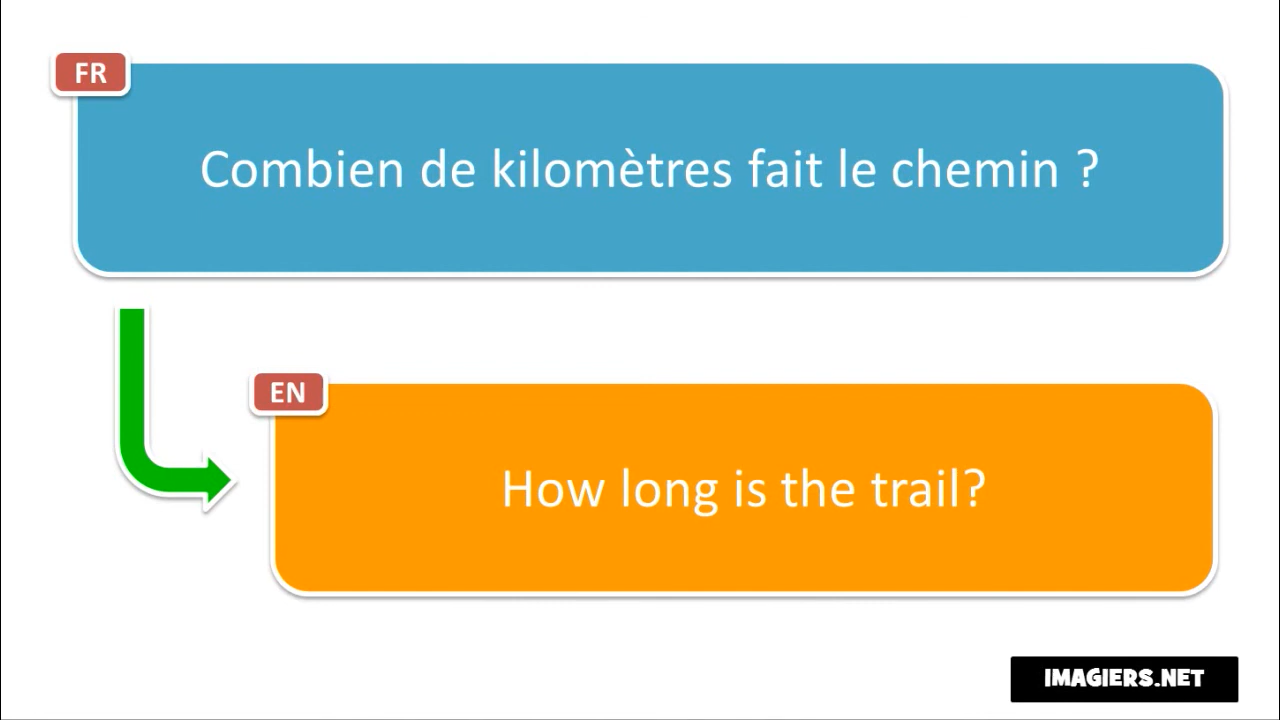 FR
Combien de kilomètres fait le chemin ?
EN
How long is the trail?
IMAGIERS.NET